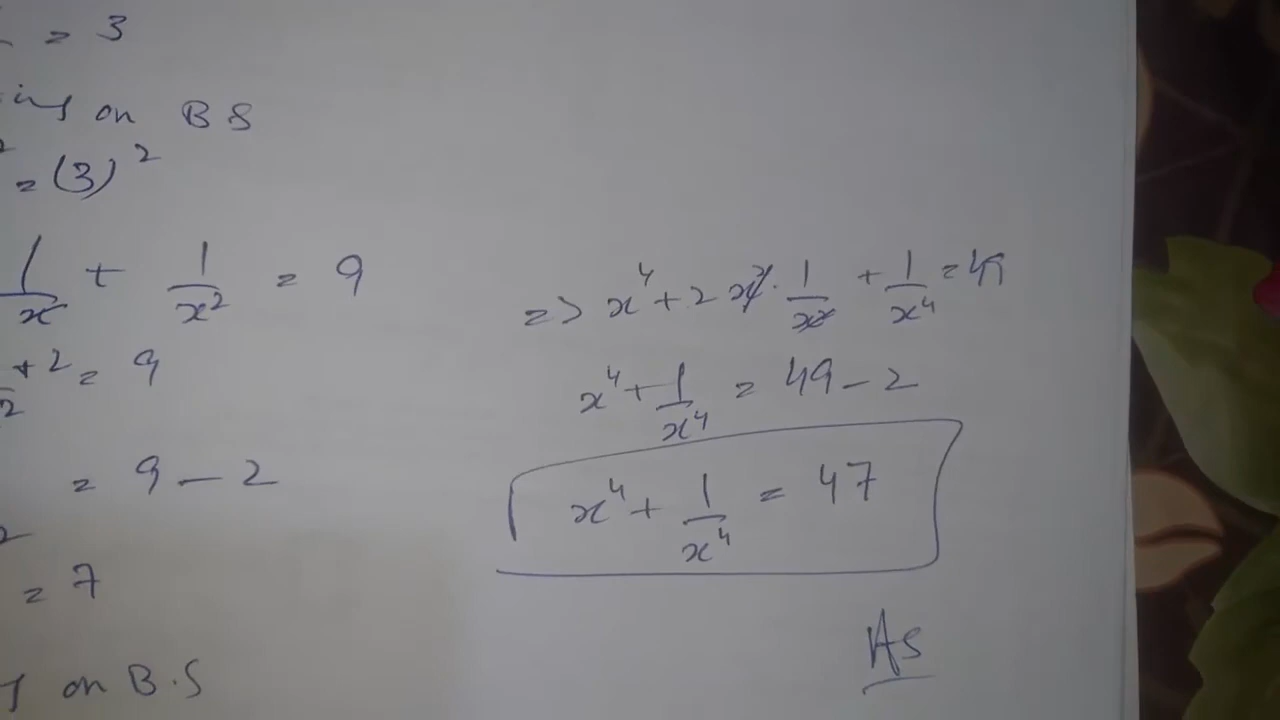 = 3
on B S
= (3)²
1/x + 1/x² = 9
+ 2 = 9
= 9 - 2
= 7
on B.S
=> x⁴ + 2 x² · 1/x² + 1/x⁴ = 49
x⁴ + 1/x⁴ = 49 - 2
x⁴ + 1/x⁴ = 47
As